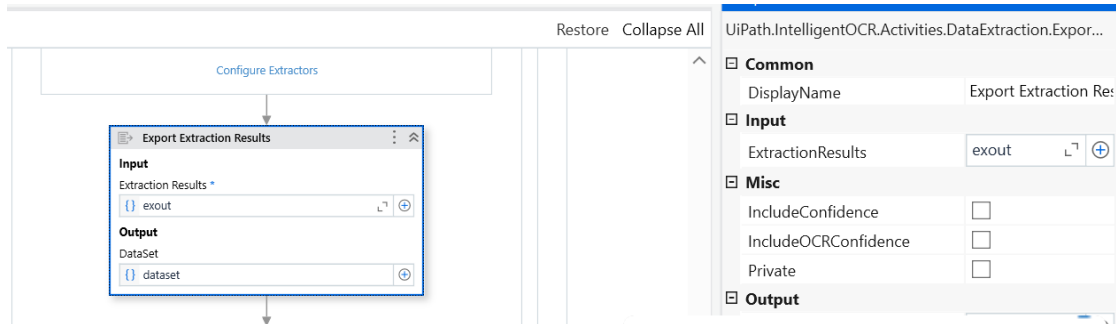 Restore Collapse All
Configure Extractors
Export Extraction Results
Input
Extraction Results *
{} exout
Output
DataSet
{} dataset
UiPath.IntelligentOCR.Activities.DataExtraction.Expor...
Common
DisplayName Export Extraction Res
Input
ExtractionResults exout
Misc
IncludeConfidence
IncludeOCRConfidence
Private
Output